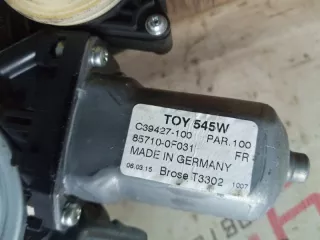 TOY 545W
C39427-100 PAR.100
85710-0F031 FR
MADE IN GERMANY
06.03.15 Brose T3302 1007